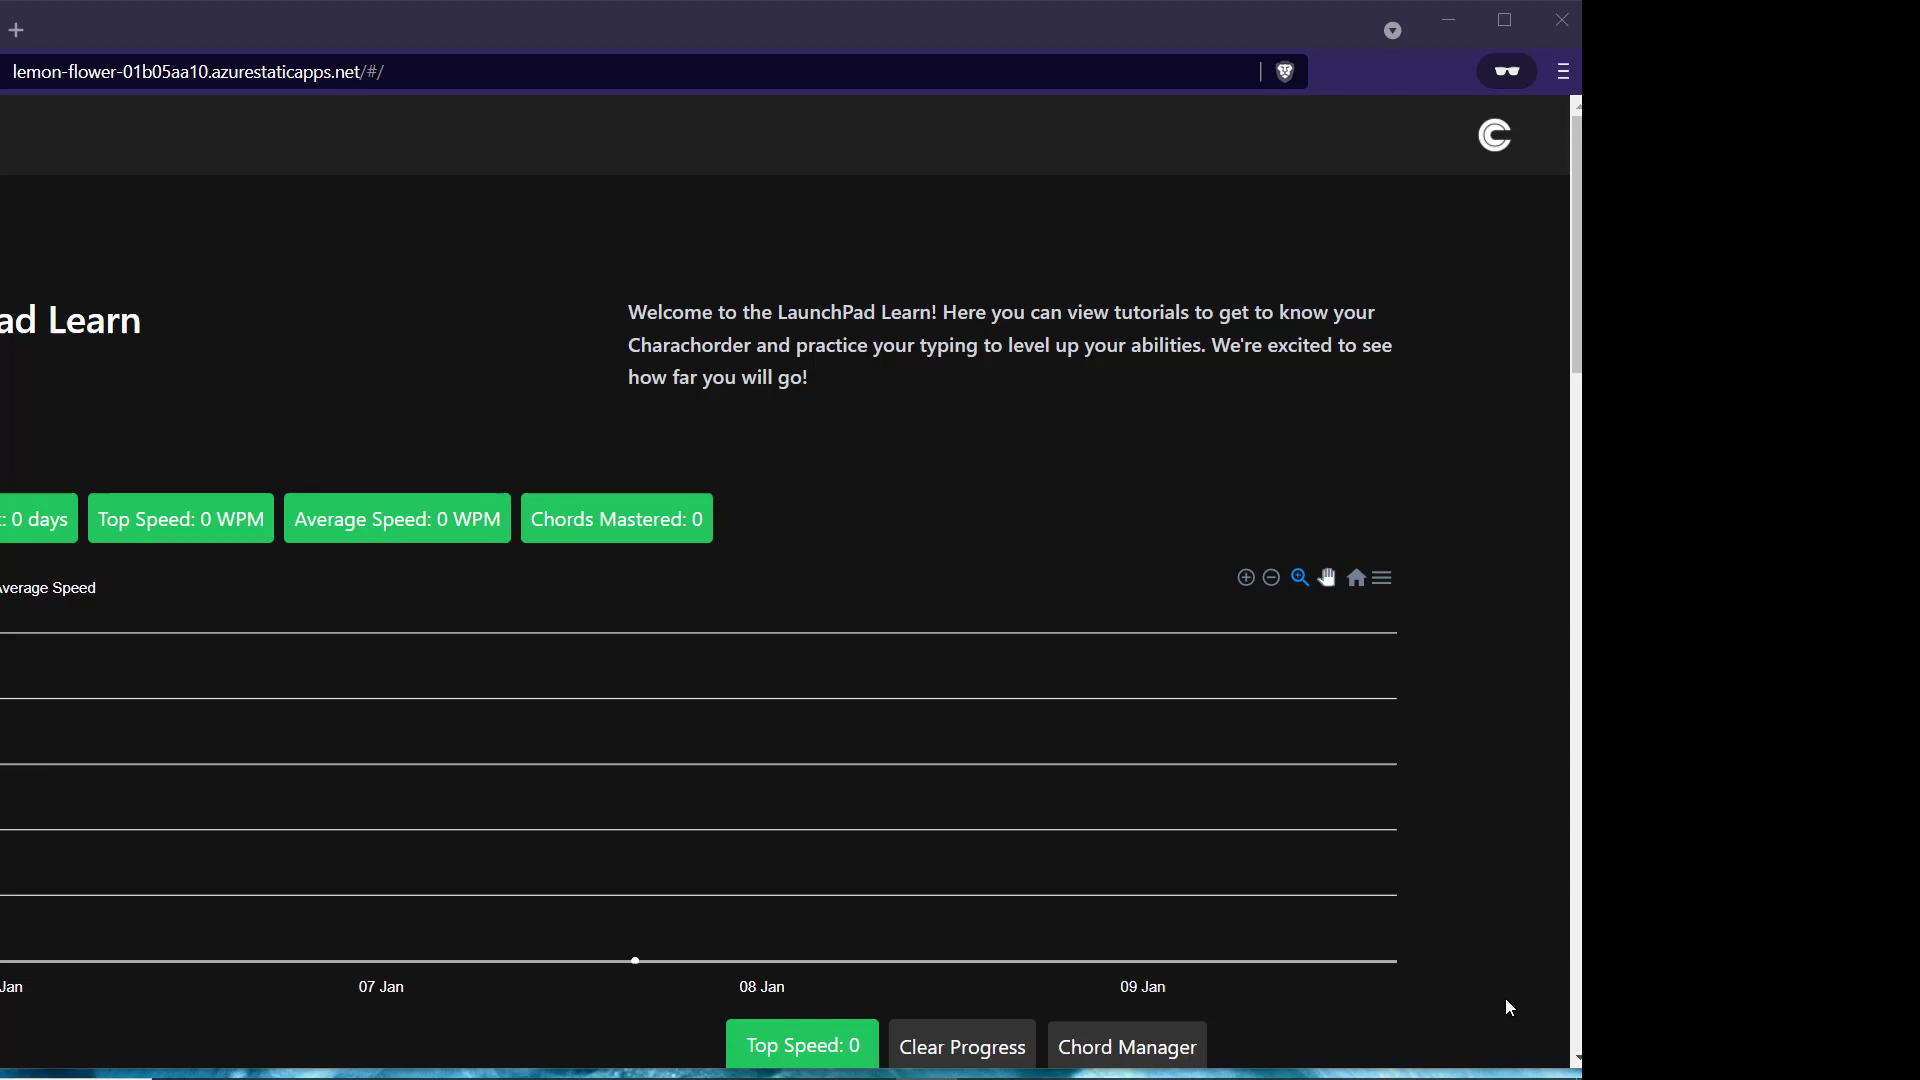 lemon-flower-01b05aa10.azurestaticapps.net/#/
ad Learn
Welcome to the LaunchPad Learn! Here you can view tutorials to get to know your
Charachorder and practice your typing to level up your abilities. We're excited to see
how far you will go!
: 0 days
Top Speed: 0 WPM
Average Speed: 0 WPM
Chords Mastered: 0
Average Speed
Jan
07 Jan
08 Jan
09 Jan
Top Speed: 0
Clear Progress
Chord Manager